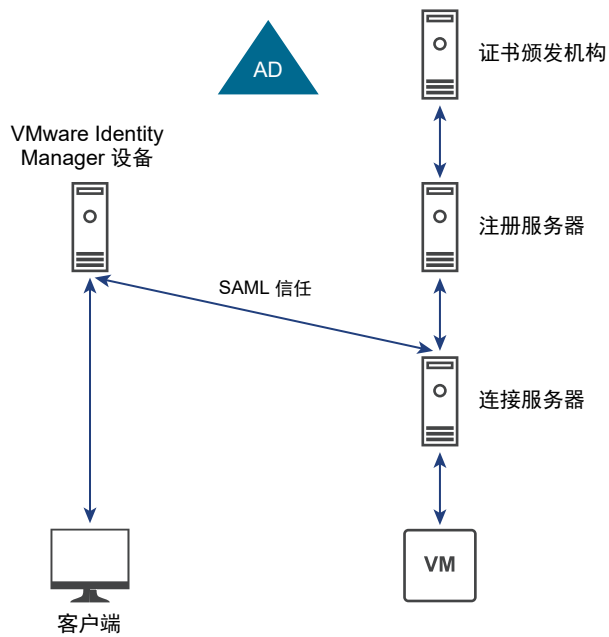 AD
证书颁发机构
VMware Identity
Manager 设备
注册服务器
SAML 信任
连接服务器
VM
客户端